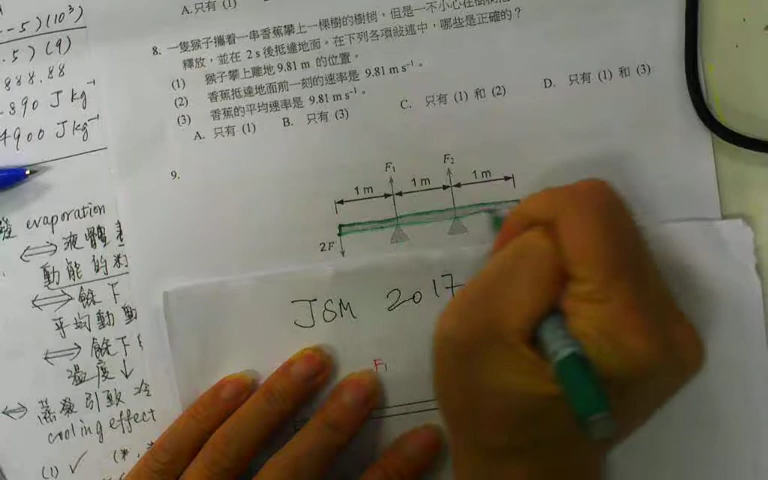 A.只有 (1)
8. 一隻猴子攜着一串香蕉攀上一棵樹的樹梢，但是一不小心在樹梢
釋放，並在 2 s 後抵達地面。在下列各項敍述中，哪些是正確的？
(1) 猴子攀上離地 9.81 m 的位置。
(2) 香蕉抵達地面前一刻的速率是 9.81 m s⁻¹。
(3) 香蕉的平均速率是 9.81 m s⁻¹。
A. 只有 (1) B. 只有 (3) C. 只有 (1) 和 (2) D. 只有 (1) 和 (3)
9.
F₁ F₂
1 m 1 m 1 m
2F
JSM 2017
F₁
--5)(10³)
.5)(9)
888.88
.890 J kg⁻¹
4900 J kg⁻¹
evaporation
⟺ 液體
動能的
⟺ 餘下
平均動
⟺ 餘下
溫度↓
⟺ 蒸發引致冷
cooling effect
(1) ✓